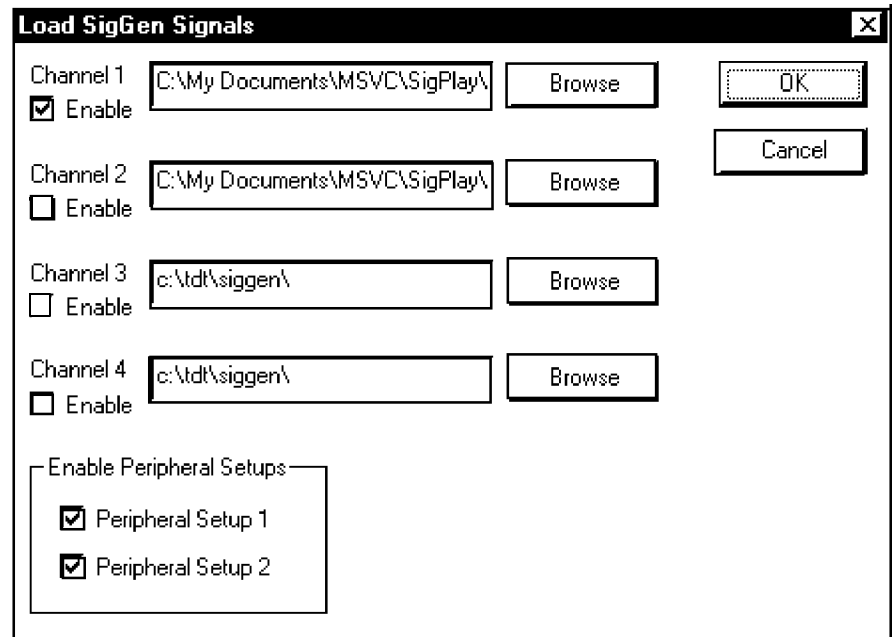 Load SigGen Signals
Channel 1
Enable
C:\My Documents\MSVC\SigPlay\
Browse
OK
Cancel
Channel 2
Enable
C:\My Documents\MSVC\SigPlay\
Browse
Channel 3
Enable
c:\tdt\siggen\
Browse
Channel 4
Enable
c:\tdt\siggen\
Browse
Enable Peripheral Setups
Peripheral Setup 1
Peripheral Setup 2